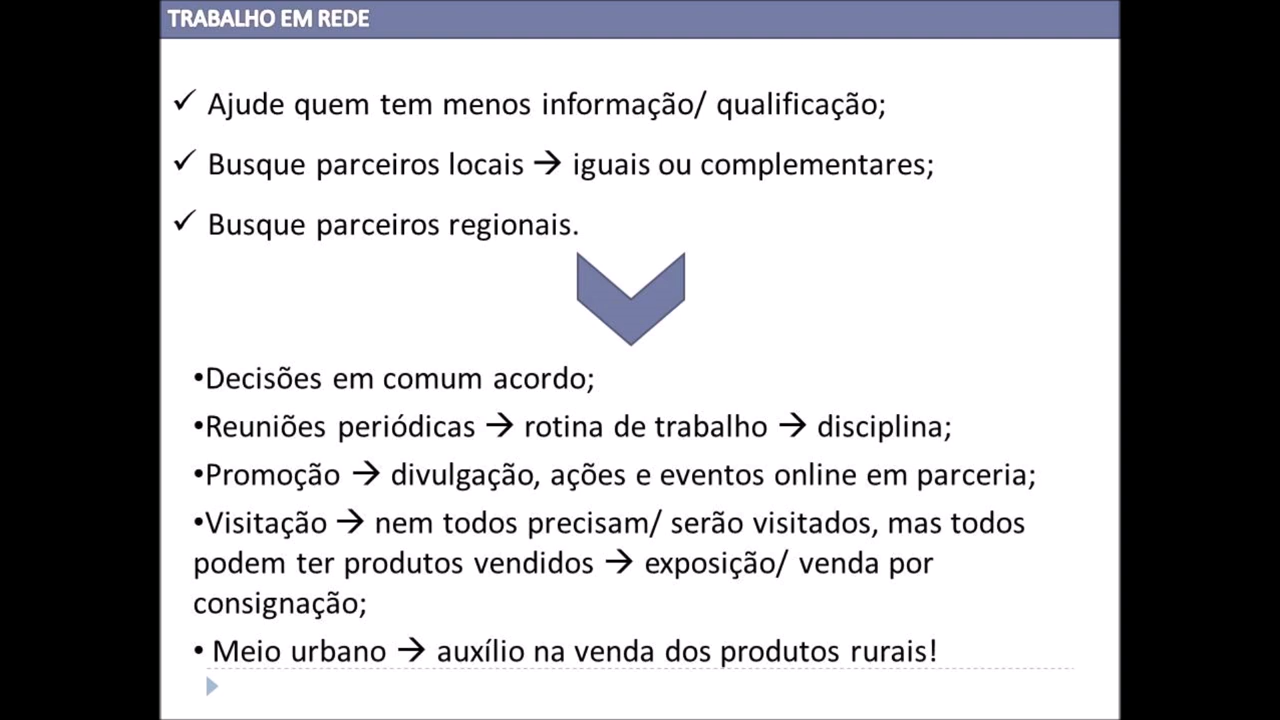 TRABALHO EM REDE
✓ Ajude quem tem menos informação/ qualificação;
✓ Busque parceiros locais → iguais ou complementares;
✓ Busque parceiros regionais.
•Decisões em comum acordo;
•Reuniões periódicas → rotina de trabalho → disciplina;
•Promoção → divulgação, ações e eventos online em parceria;
•Visitação → nem todos precisam/ serão visitados, mas todos
podem ter produtos vendidos → exposição/ venda por
consignação;
• Meio urbano → auxílio na venda dos produtos rurais!